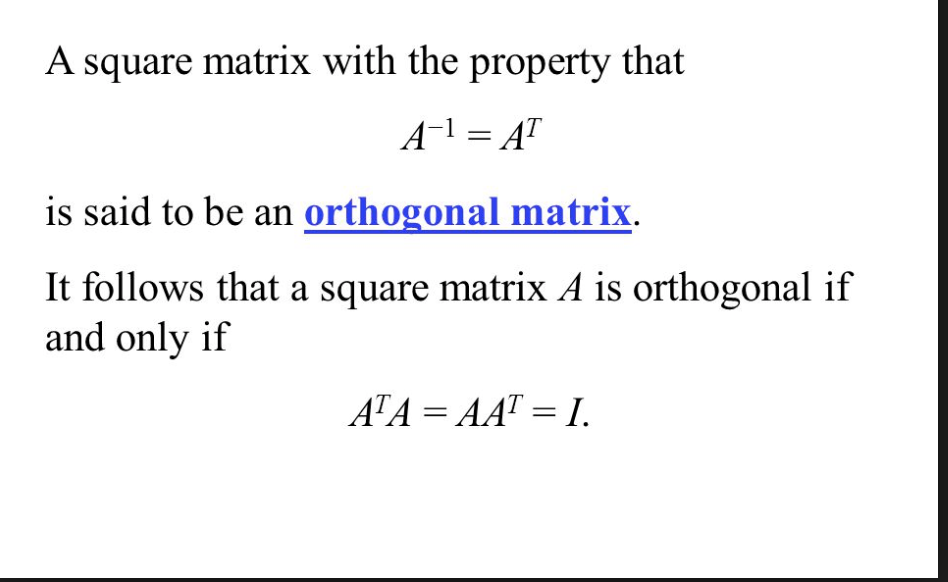 A square matrix with the property that
A⁻¹ = Aᵀ
is said to be an orthogonal matrix.
It follows that a square matrix A is orthogonal if
and only if
AᵀA = AAᵀ = I.